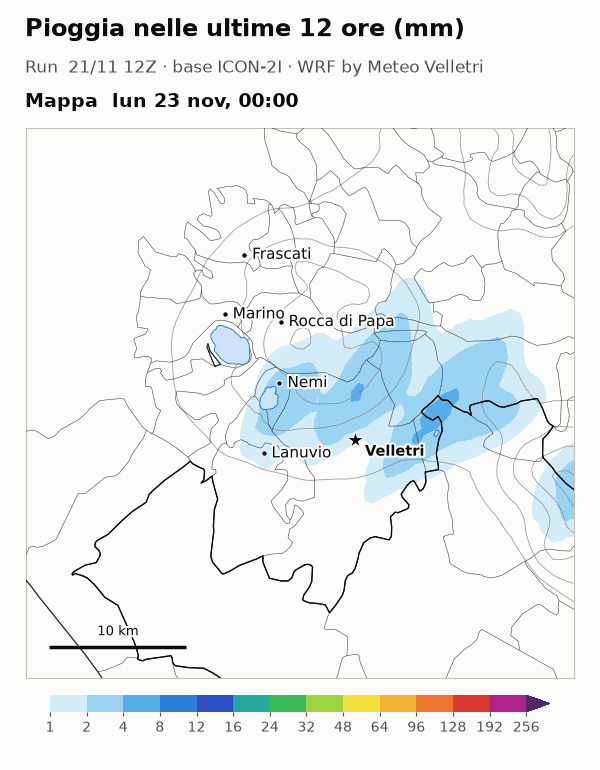 Pioggia nelle ultime 12 ore (mm)
Run 21/11 12Z · base ICON-2I · WRF by Meteo Velletri
Mappa lun 23 nov, 00:00
Frascati
Marino
Rocca di Papa
Nemi
Velletri
Lanuvio
10 km
1 2 4 8 12 16 24 32 48 64 96 128 192 256